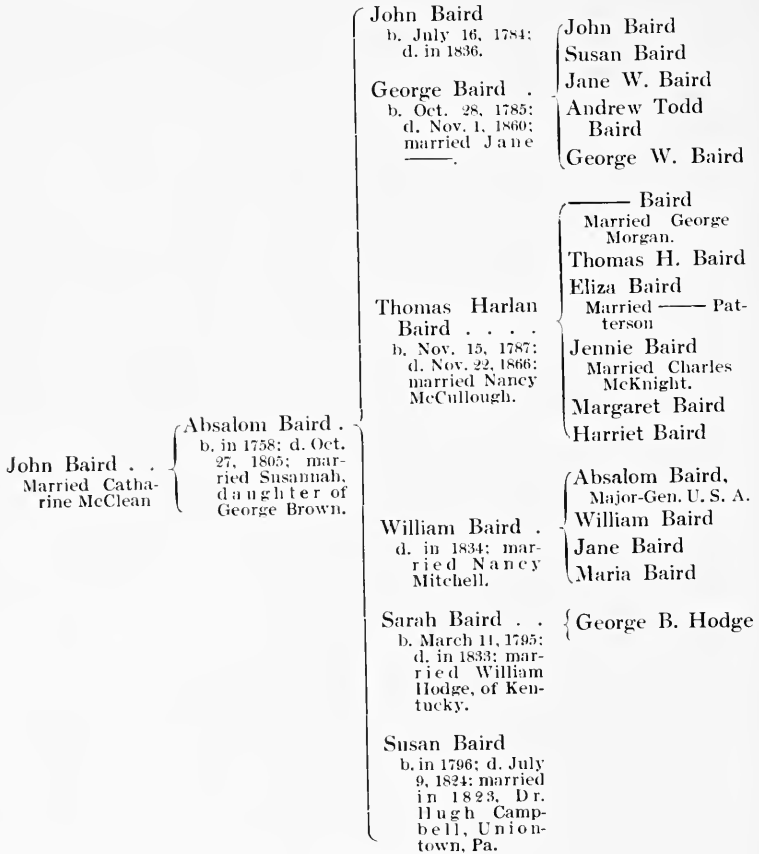 John Baird . .
Married Catha-
rine McClean
Absalom Baird .
b. in 1758; d. Oct.
27, 1805; mar-
ried Susannah,
daughter of
George Brown.
John Baird
b. July 16, 1784;
d. in 1836.
George Baird .
b. Oct. 28, 1785;
d. Nov. 1, 1860;
married Jane
——.
John Baird
Susan Baird
Jane W. Baird
Andrew Todd
Baird
George W. Baird
Thomas Harlan
Baird . . . .
b. Nov. 15, 1787;
d. Nov. 22, 1866;
married Nancy
McCullough.
—— Baird
Married George
Morgan.
Thomas H. Baird
Eliza Baird
Married —— Pat-
terson
Jennie Baird
Married Charles
McKnight.
Margaret Baird
Harriet Baird
William Baird .
d. in 1834; mar-
ried Nancy
Mitchell.
Absalom Baird,
Major-Gen. U. S. A.
William Baird
Jane Baird
Maria Baird
Sarah Baird . .
b. March 11, 1795;
d. in 1833; mar-
ried William
Hodge, of Ken-
tucky.
George B. Hodge
Susan Baird
b. in 1796; d. July
9, 1824; married
in 1823, Dr.
Hugh Camp-
bell, Union-
town, Pa.